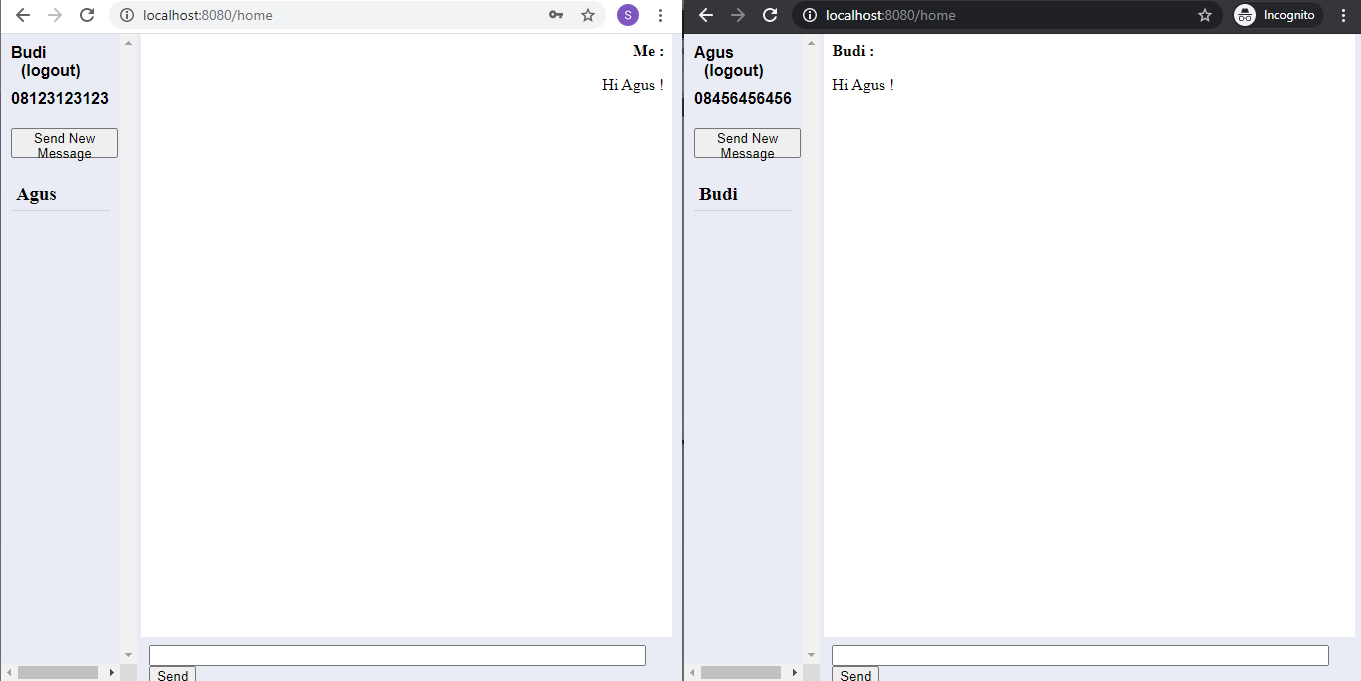 localhost:8080/home
S
Budi
(logout)
08123123123
Send New
Message
Agus
Me :
Hi Agus !
Send
localhost:8080/home
Incognito
Agus
(logout)
08456456456
Send New
Message
Budi
Budi :
Hi Agus !
Send